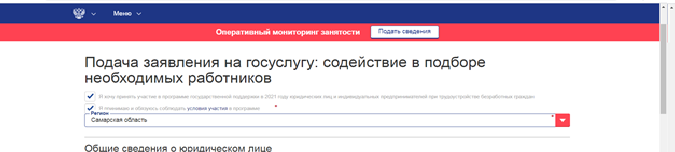 Меню
Оперативный мониторинг занятости
Подать сведения
Подача заявления на госуслугу: содействие в подборе
необходимых работников
Я хочу принять участие в программе государственной поддержки в 2021 году юридических лиц и индивидуальных предпринимателей при трудоустройстве безработных граждан
Я понимаю и обязуюсь соблюдать условия участия в программе *
Регион *
Самарская область
Общие сведения о юридическом лице